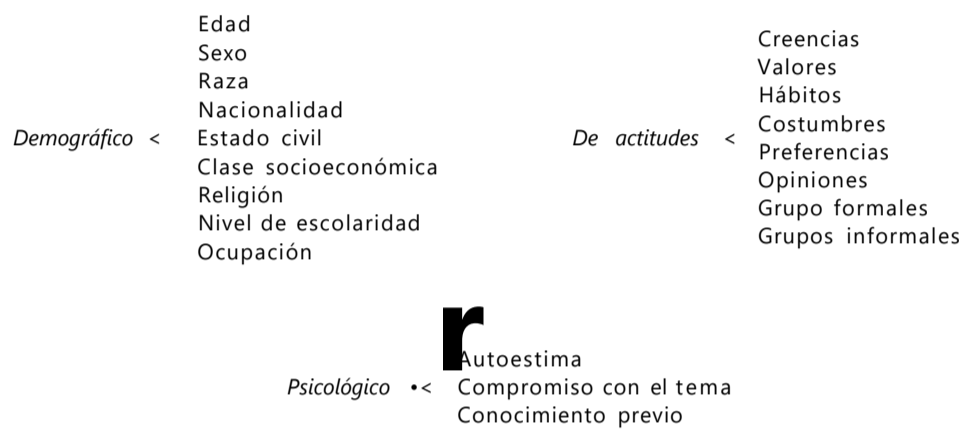 Demográfico <
Edad
Sexo
Raza
Nacionalidad
Estado civil
Clase socioeconómica
Religión
Nivel de escolaridad
Ocupación
De actitudes <
Creencias
Valores
Hábitos
Costumbres
Preferencias
Opiniones
Grupo formales
Grupos informales
Psicológico •<
r
Autoestima
Compromiso con el tema
Conocimiento previo